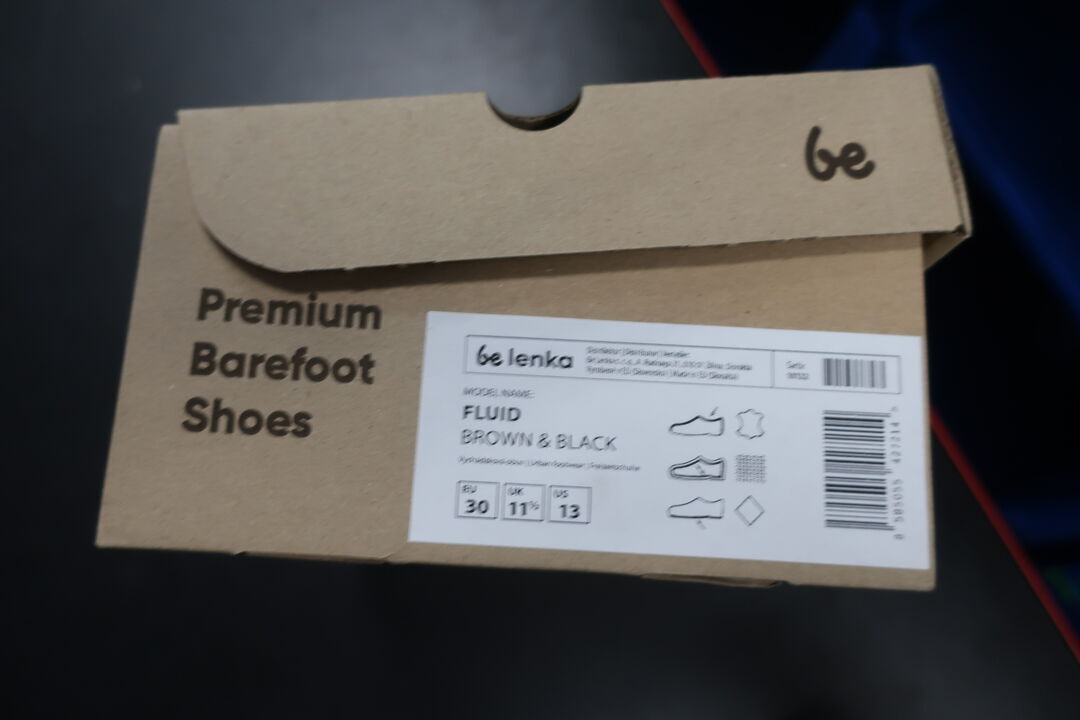 be
Premium
Barefoot
Shoes
be lenka
MODEL NAME:
FLUID
BROWN & BLACK
EU UK US
30 11½ 13